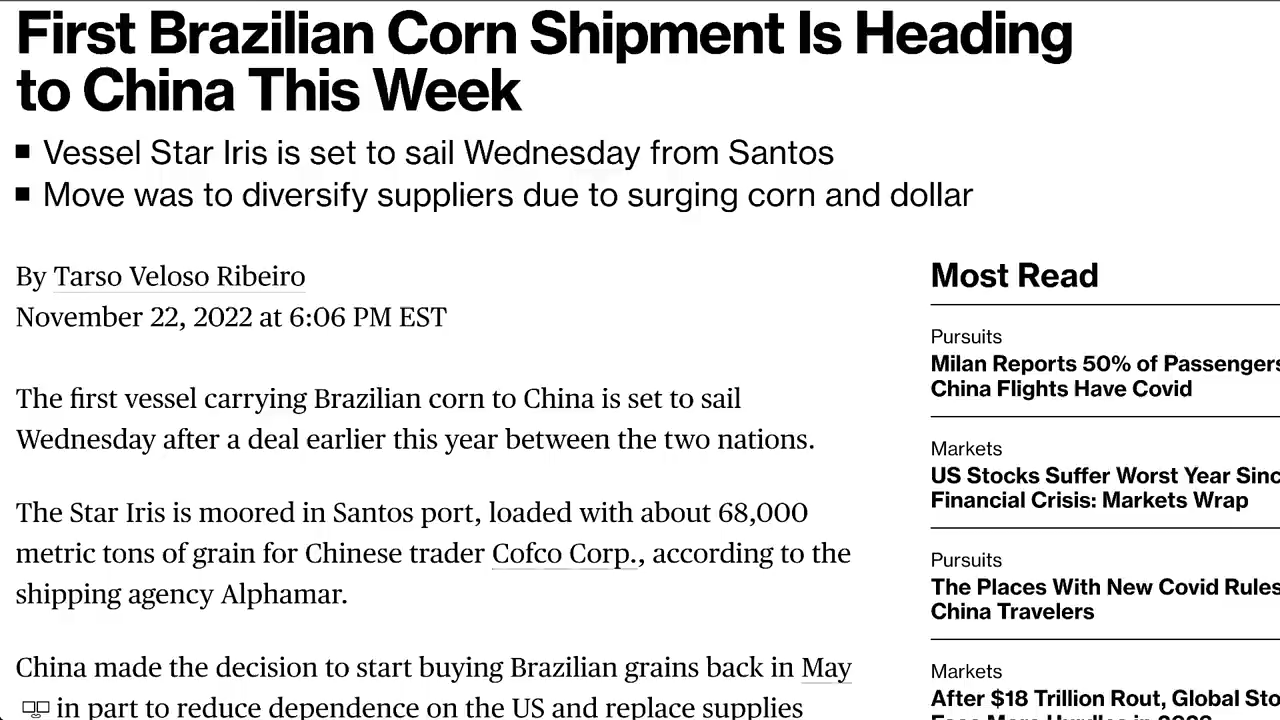 First Brazilian Corn Shipment Is Heading
to China This Week
Vessel Star Iris is set to sail Wednesday from Santos
Move was to diversify suppliers due to surging corn and dollar
By Tarso Veloso Ribeiro
November 22, 2022 at 6:06 PM EST
The first vessel carrying Brazilian corn to China is set to sail
Wednesday after a deal earlier this year between the two nations.
The Star Iris is moored in Santos port, loaded with about 68,000
metric tons of grain for Chinese trader Cofco Corp., according to the
shipping agency Alphamar.
China made the decision to start buying Brazilian grains back in May
in part to reduce dependence on the US and replace supplies
Most Read
Pursuits
Milan Reports 50% of Passengers
China Flights Have Covid
Markets
US Stocks Suffer Worst Year Sinc
Financial Crisis: Markets Wrap
Pursuits
The Places With New Covid Rules
China Travelers
Markets
After $18 Trillion Rout, Global Sto